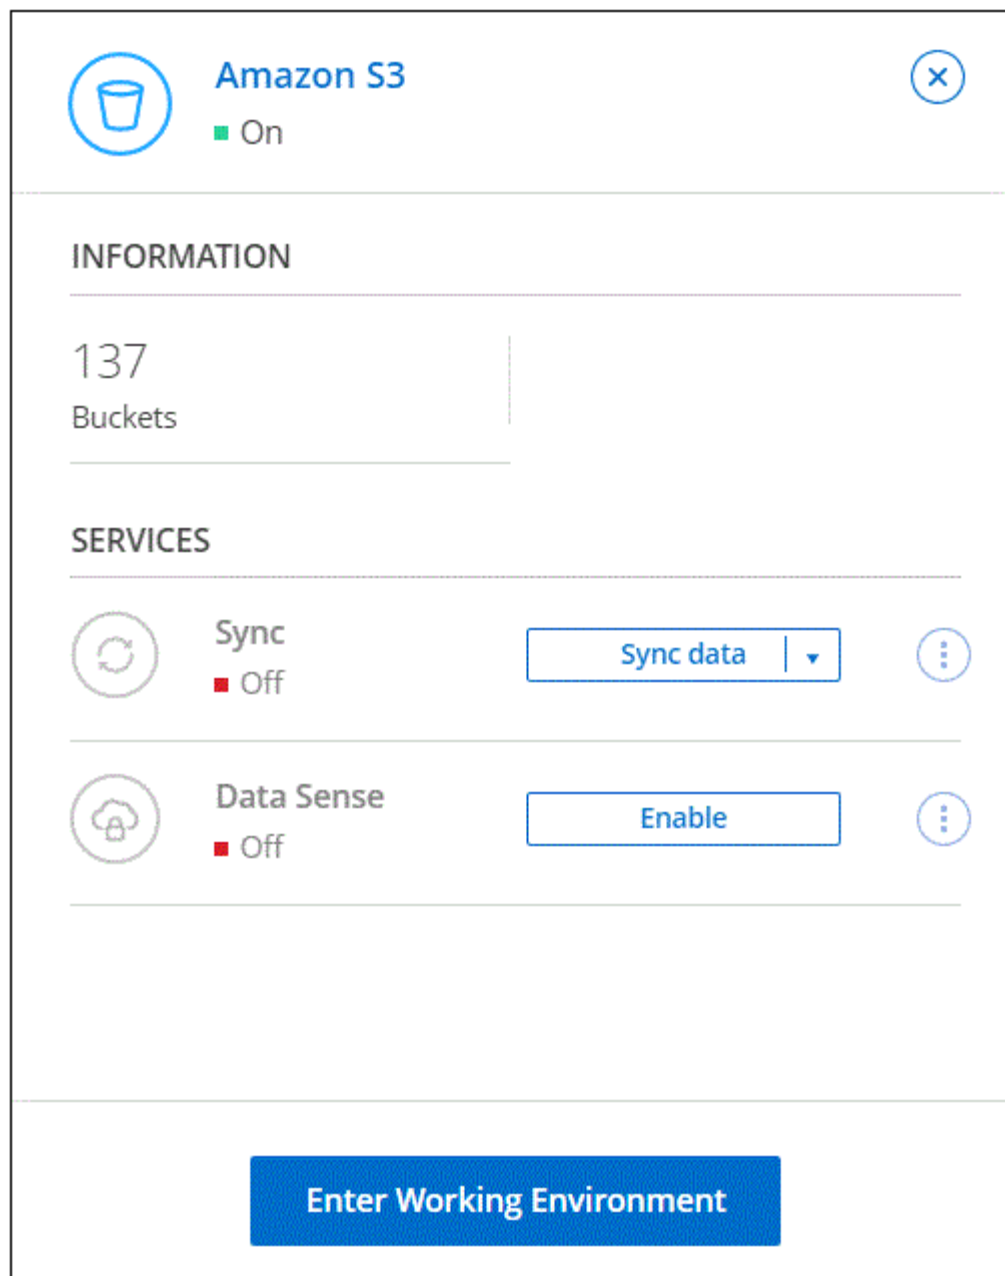 Amazon S3
On
INFORMATION
137
Buckets
SERVICES
Sync
Off
Sync data
Data Sense
Off
Enable
Enter Working Environment